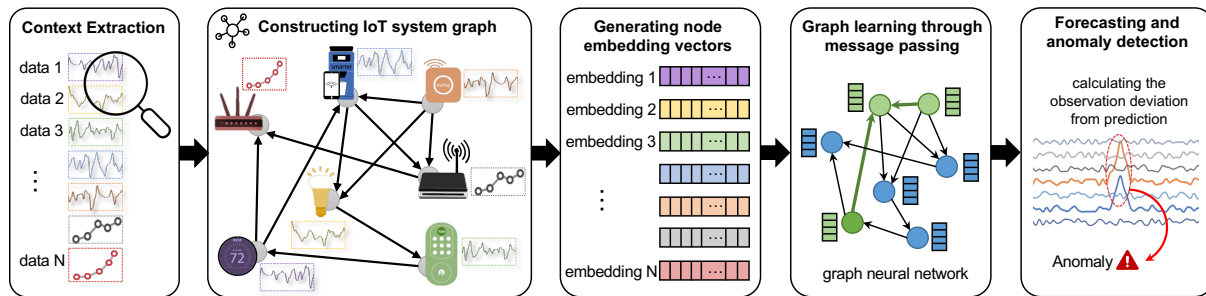 Context Extraction
data 1
data 2
data 3
data N
Constructing IoT system graph
smarter
72
Generating node
embedding vectors
embedding 1
embedding 2
embedding 3
embedding N
Graph learning through
message passing
graph neural network
Forecasting and
anomaly detection
calculating the
observation deviation
from prediction
Anomaly